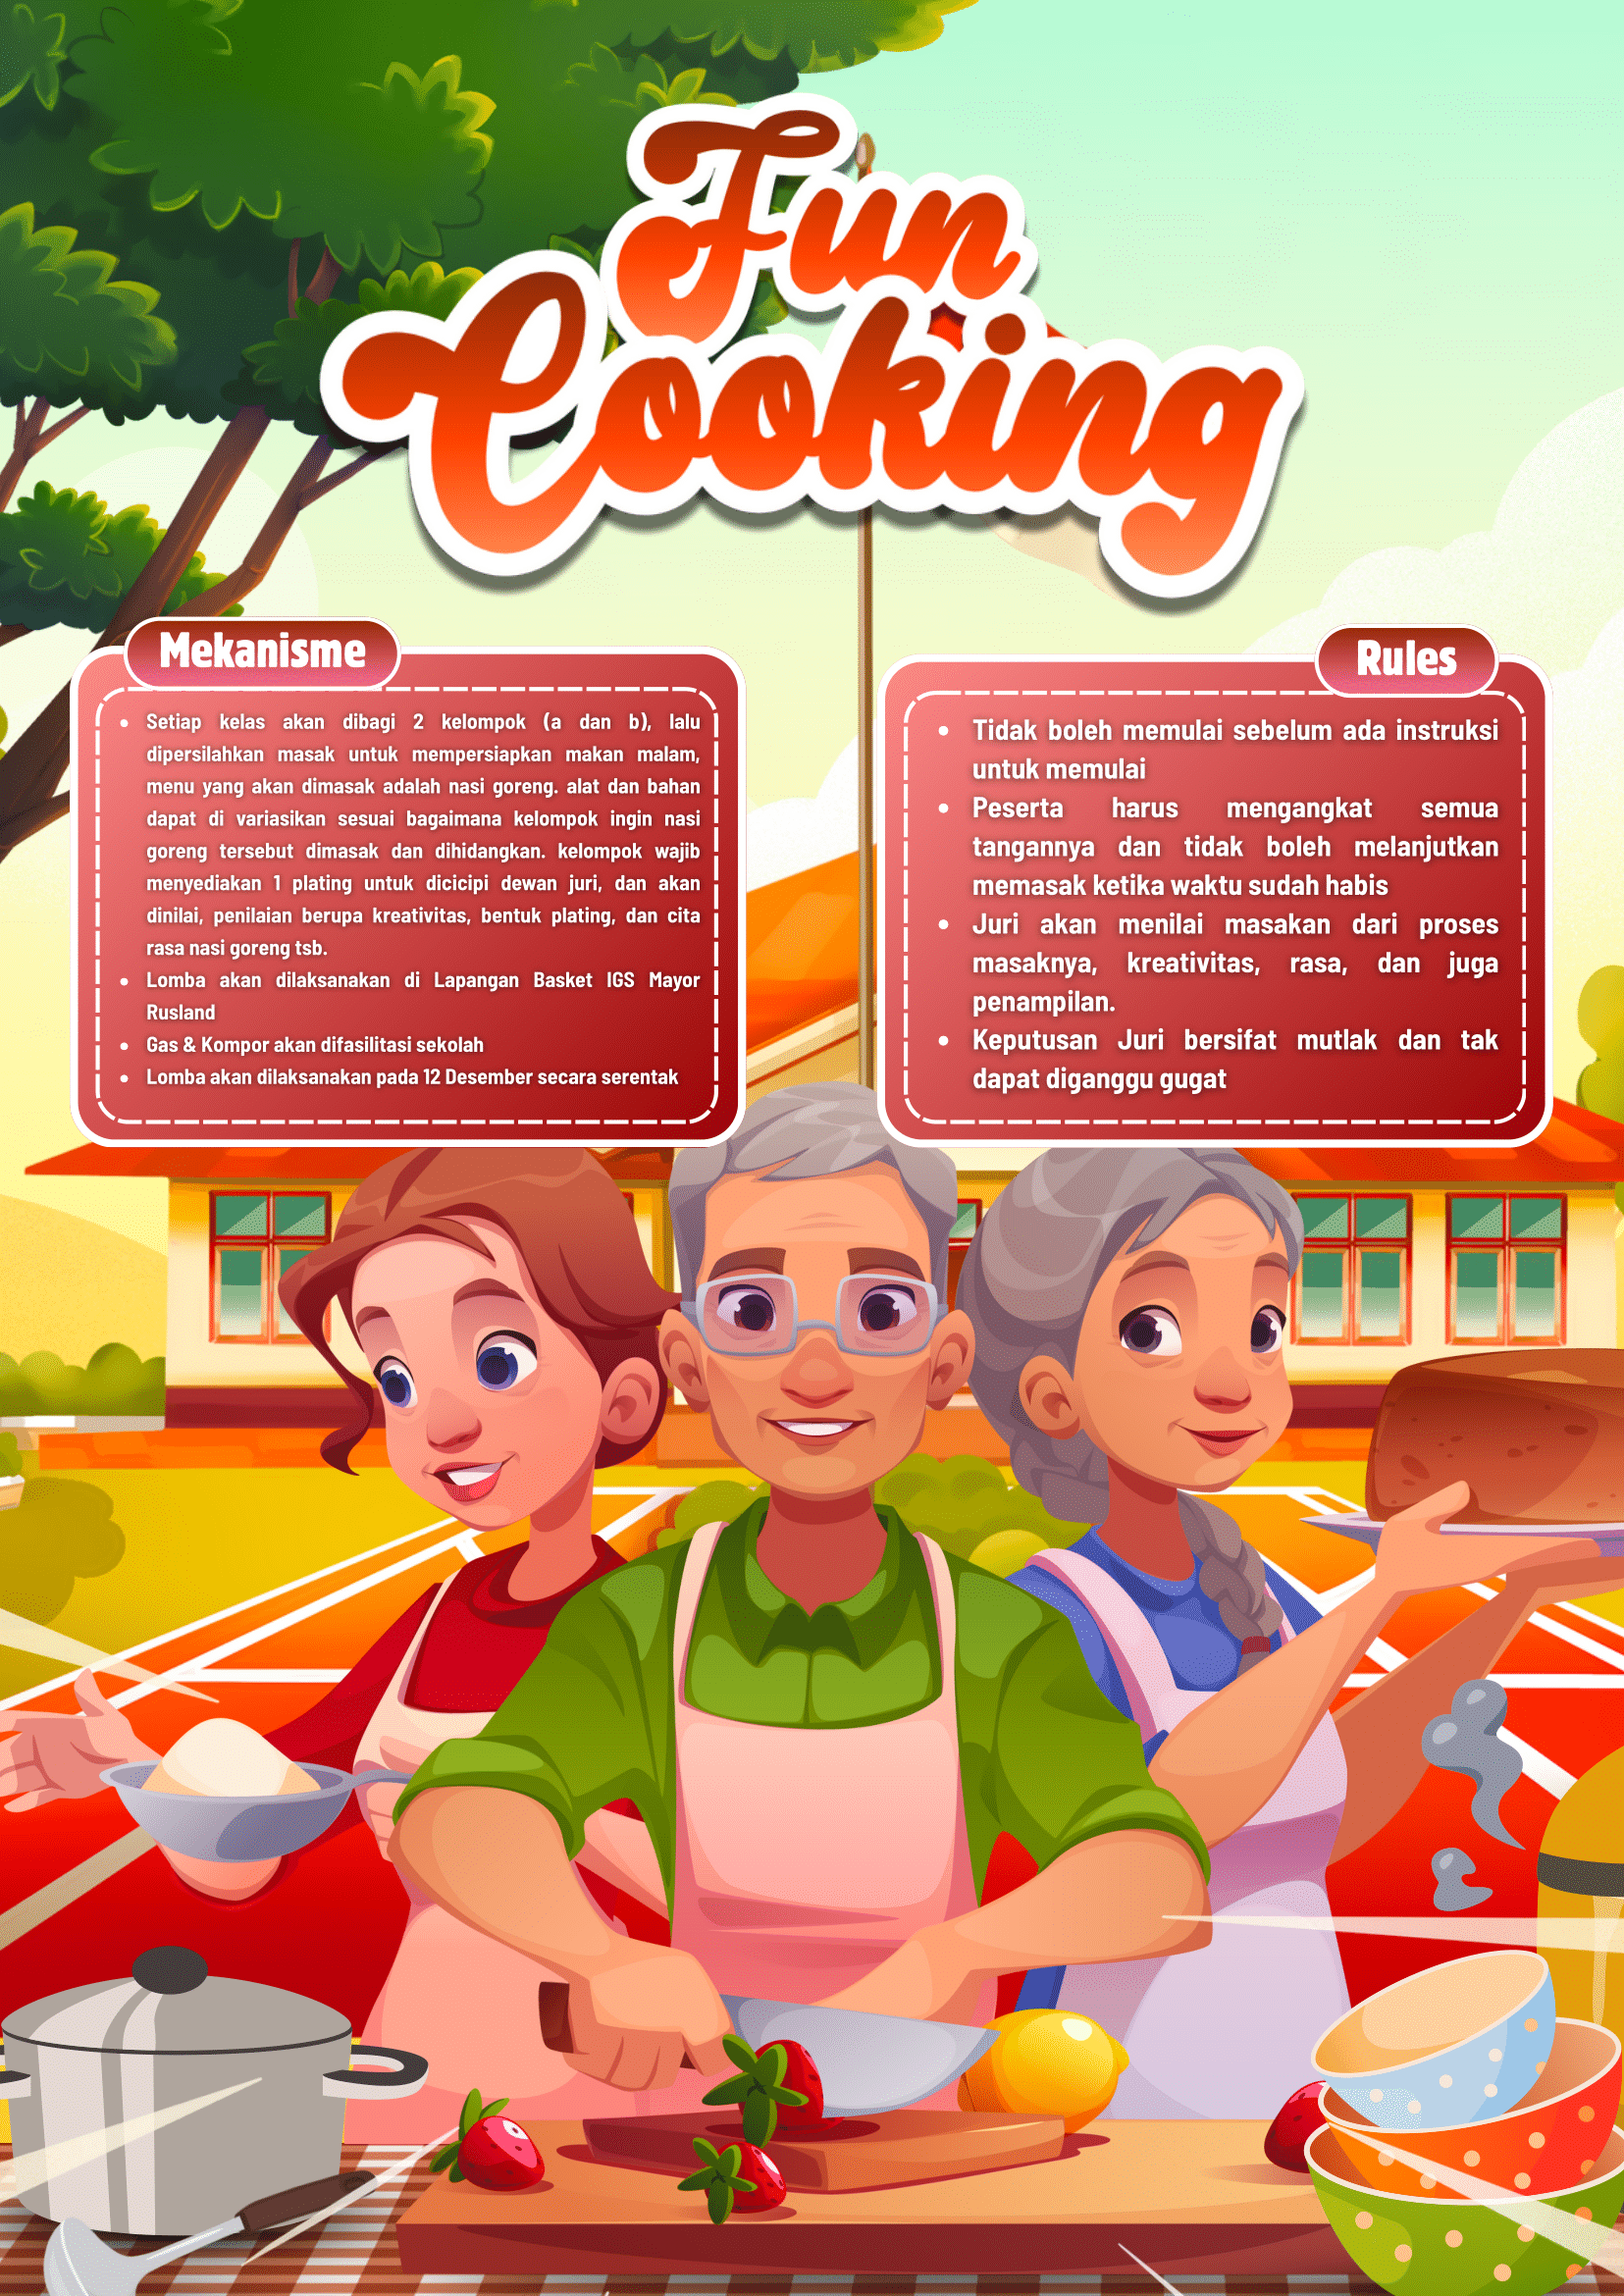 Fun
Cooking
Mekanisme
• Setiap kelas akan dibagi 2 kelompok (a dan b), lalu
dipersilahkan masak untuk mempersiapkan makan malam,
menu yang akan dimasak adalah nasi goreng. alat dan bahan
dapat di variasikan sesuai bagaimana kelompok ingin nasi
goreng tersebut dimasak dan dihidangkan. kelompok wajib
menyediakan 1 plating untuk dicicipi dewan juri, dan akan
dinilai, penilaian berupa kreativitas, bentuk plating, dan cita
rasa nasi goreng tsb.
• Lomba akan dilaksanakan di Lapangan Basket IGS Mayor
Rusland
• Gas & Kompor akan difasilitasi sekolah
• Lomba akan dilaksanakan pada 12 Desember secara serentak
Rules
• Tidak boleh memulai sebelum ada instruksi
untuk memulai
• Peserta harus mengangkat semua
tangannya dan tidak boleh melanjutkan
memasak ketika waktu sudah habis
• Juri akan menilai masakan dari proses
masaknya, kreativitas, rasa, dan juga
penampilan.
• Keputusan Juri bersifat mutlak dan tak
dapat diganggu gugat